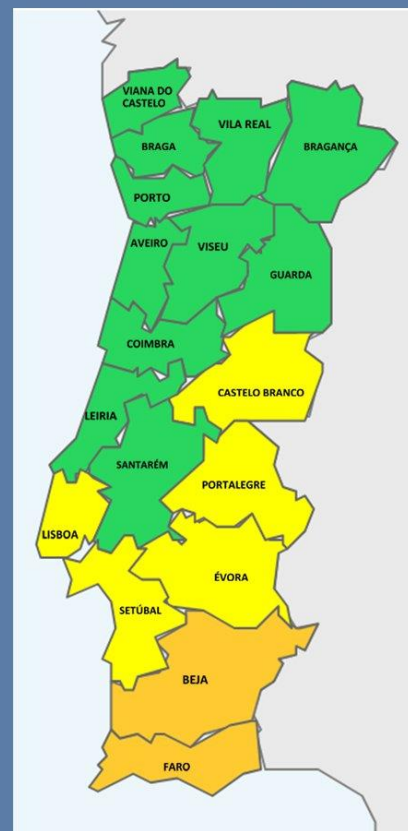 VIANA DO
CASTELO
VILA REAL
BRAGANÇA
BRAGA
PORTO
AVEIRO
VISEU
GUARDA
COIMBRA
CASTELO BRANCO
LEIRIA
SANTARÉM
PORTALEGRE
LISBOA
ÉVORA
SETÚBAL
BEJA
FARO